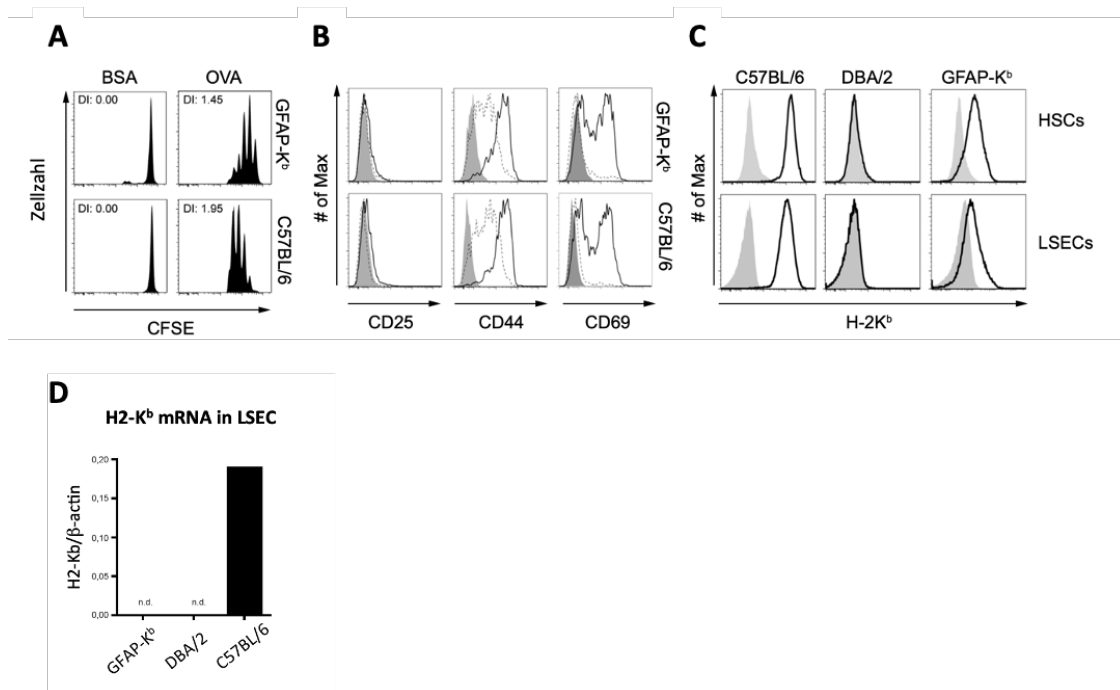 A
BSA OVA
DI: 0.00
DI: 1.45
GFAP-Kᵇ
DI: 0.00
DI: 1.95
C57BL/6
Zellzahl
CFSE
B
GFAP-Kᵇ
C57BL/6
# of Max
CD25 CD44 CD69
C
C57BL/6 DBA/2 GFAP-Kᵇ
HSCs
LSECs
# of Max
H-2Kᵇ
D
H2-Kᵇ mRNA in LSEC
H2-Kb/β-actin
0,20
0,15
0,10
0,05
0,00
n.d. n.d.
GFAP-Kᵇ DBA/2 C57BL/6